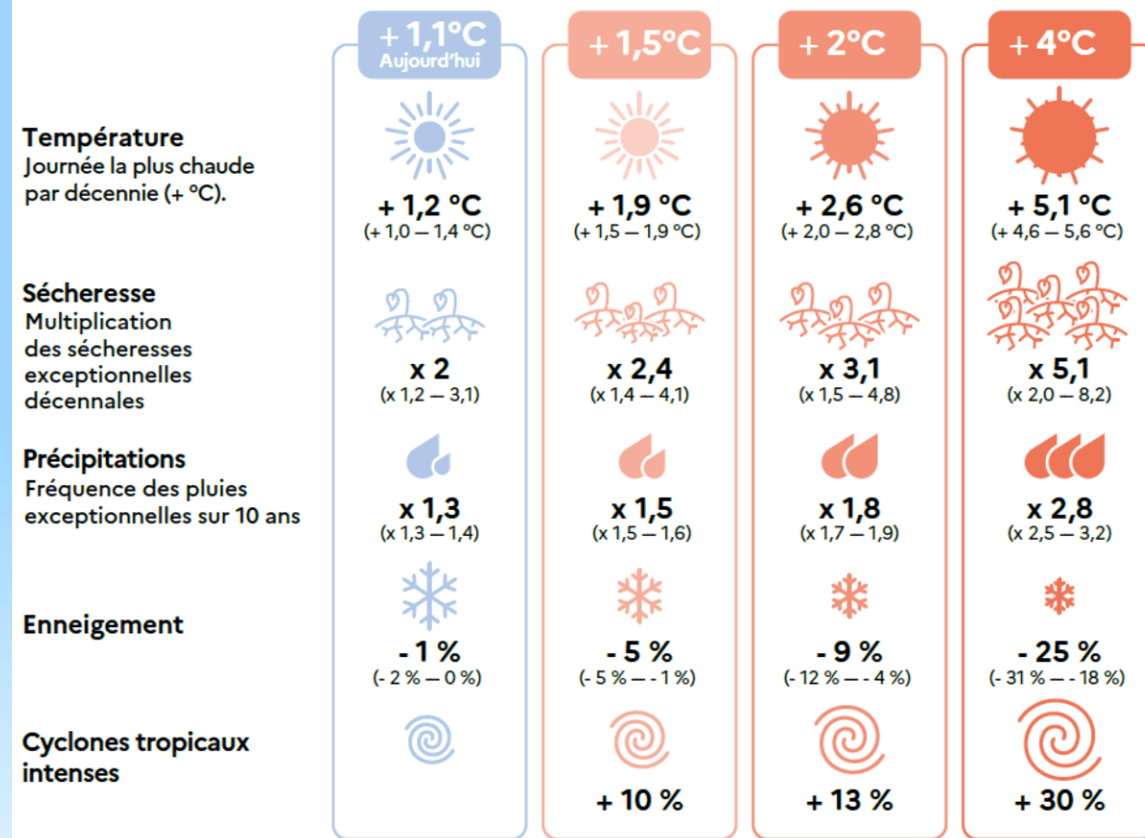 + 1,1°C
Aujourd'hui
+ 1,5°C
+ 2°C
+ 4°C
Température
Journée la plus chaude
par décennie (+ °C).
+ 1,2 °C
(+ 1,0 – 1,4 °C)
+ 1,9 °C
(+ 1,5 – 1,9 °C)
+ 2,6 °C
(+ 2,0 – 2,8 °C)
+ 5,1 °C
(+ 4,6 – 5,6 °C)
Sécheresse
Multiplication
des sécheresses
exceptionnelles
décennales
x 2
(x 1,2 – 3,1)
x 2,4
(x 1,4 – 4,1)
x 3,1
(x 1,5 – 4,8)
x 5,1
(x 2,0 – 8,2)
Précipitations
Fréquence des pluies
exceptionnelles sur 10 ans
x 1,3
(x 1,3 – 1,4)
x 1,5
(x 1,5 – 1,6)
x 1,8
(x 1,7 – 1,9)
x 2,8
(x 2,5 – 3,2)
Enneigement
- 1 %
(- 2 % – 0 %)
- 5 %
(- 5 % – - 1 %)
- 9 %
(- 12 % – - 4 %)
- 25 %
(- 31 % – - 18 %)
Cyclones tropicaux
intenses
+ 10 %
+ 13 %
+ 30 %